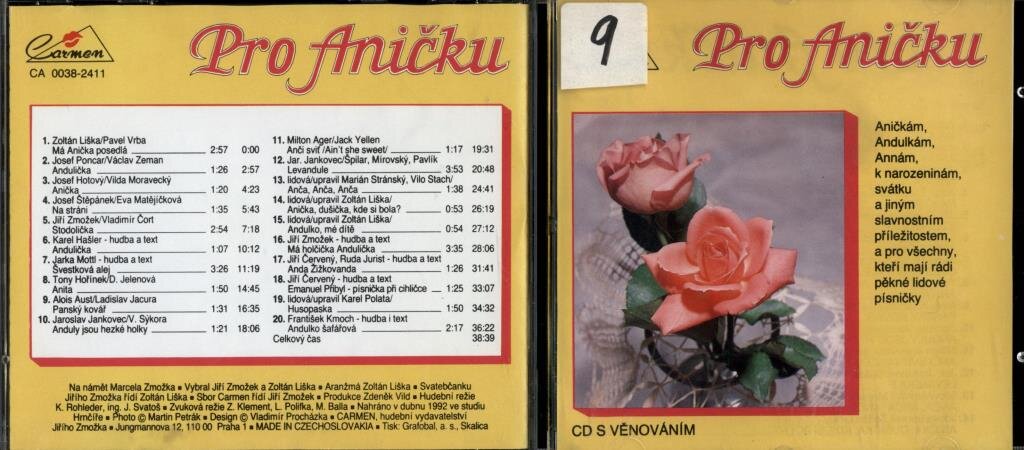 Carmen
CA 0038-2411
Pro Aničku
1. Zoltán Liška/Pavel Vrba
Má Anička posedlá 2:57 0:00
2. Josef Poncar/Václav Zeman
Andulička 1:26 2:57
3. Josef Hotový/Vilda Moravecký
Anička 1:20 4:23
4. Josef Štěpánek/Eva Matějíčková
Na stráni 1:35 5:43
5. Jiří Zmožek/Vladimír Čort
Stodolička 2:54 7:18
6. Karel Hašler - hudba a text
Andulička 1:07 10:12
7. Jarka Mottl - hudba a text
Švestková alej 3:26 11:19
8. Tony Hořínek/D. Jelenová
Anita 1:50 14:45
9. Alois Aust/Ladislav Jacura
Panský kovář 1:31 16:35
10. Jaroslav Jankovec/V. Sýkora
Anduly jsou hezké holky 1:21 18:06
11. Milton Ager/Jack Yellen
Anči sviť /Ain't she sweet/ 1:17 19:31
12. Jar. Jankovec/Špilar, Mírovský, Pavlík
Levandule 3:53 20:48
13. lidová/upravil Marián Stránský, Vilo Stach/
Anča, Anča, Anča 1:38 24:41
14. lidová/upravil Zoltán Liška/
Anička, dušička, kde si bola? 0:53 26:19
15. lidová/upravil Zoltán Liška/
Andulko, mé dítě 0:54 27:12
16. Jiří Zmožek - hudba a text
Má holčička Andulička 3:35 28:06
17. Jiří Červený, Ruda Jurist - hudba a text
Anda Žižkovanda 1:26 31:41
18. Jiří Červený - hudba a text
Emanuel Přibyl - písnička při cihličce 1:25 33:07
19. lidová/upravil Karel Polata/
Husopaska 1:50 34:32
20. František Kmoch - hudba i text
Andulko šafářová 2:17 36:22
Celkový čas 38:39
Na námět Marcela Zmožka ▪ Vybral Jiří Zmožek a Zoltán Liška ▪ Aranžmá Zoltán Liška ▪ Svatebčanku
Jiřího Zmožka řídí Zoltán Liška ▪ Sbor Carmen řídí Jiří Zmožek ▪ Produkce Zdeněk Vild ▪ Hudební režie
K. Rohleder, ing. J. Svatoš ▪ Zvuková režie Z. Klement, L. Polifka, M. Balla ▪ Nahráno v dubnu 1992 ve studiu
Hrnčíře ▪ Photo © Martin Petrák ▪ Design © Vladimír Procházka ▪ CARMEN, hudební vydavatelství
Jiřího Zmožka ▪ Jungmannova 12, 110 00 Praha 1 ▪ MADE IN CZECHOSLOVAKIA ▪ Tisk: Grafobal, a. s., Skalica
9
Pro Aničku
Aničkám,
Andulkám,
Annám,
k narozeninám,
svátku
a jiným
slavnostním
příležitostem,
a pro všechny,
kteří mají rádi
pěkné lidové
písničky
CD S VĚNOVÁNÍM